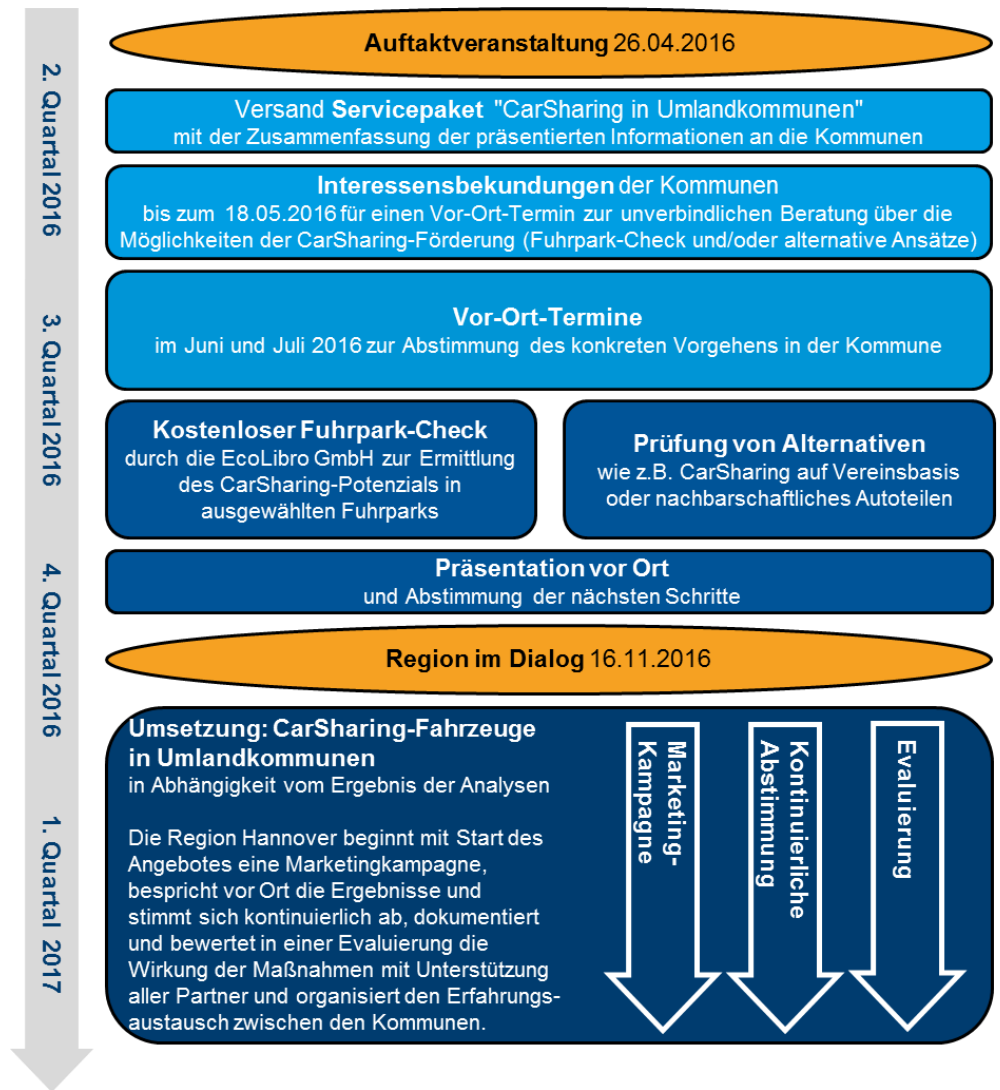 Auftaktveranstaltung 26.04.2016
2. Quartal 2016
Versand Servicepaket "CarSharing in Umlandkommunen"
mit der Zusammenfassung der präsentierten Informationen an die Kommunen
Interessensbekundungen der Kommunen
bis zum 18.05.2016 für einen Vor-Ort-Termin zur unverbindlichen Beratung über die
Möglichkeiten der CarSharing-Förderung (Fuhrpark-Check und/oder alternative Ansätze)
3. Quartal 2016
Vor-Ort-Termine
im Juni und Juli 2016 zur Abstimmung des konkreten Vorgehens in der Kommune
Kostenloser Fuhrpark-Check
durch die EcoLibro GmbH zur Ermittlung
des CarSharing-Potenzials in
ausgewählten Fuhrparks
Prüfung von Alternativen
wie z.B. CarSharing auf Vereinsbasis
oder nachbarschaftliches Autoteilen
4. Quartal 2016
Präsentation vor Ort
und Abstimmung der nächsten Schritte
Region im Dialog 16.11.2016
1. Quartal 2017
Umsetzung: CarSharing-Fahrzeuge
in Umlandkommunen
in Abhängigkeit vom Ergebnis der Analysen
Die Region Hannover beginnt mit Start des
Angebotes eine Marketingkampagne,
bespricht vor Ort die Ergebnisse und
stimmt sich kontinuierlich ab, dokumentiert
und bewertet in einer Evaluierung die
Wirkung der Maßnahmen mit Unterstützung
aller Partner und organisiert den Erfahrungs-
austausch zwischen den Kommunen.
Marketing-
Kampagne
Kontinuierliche
Abstimmung
Evaluierung